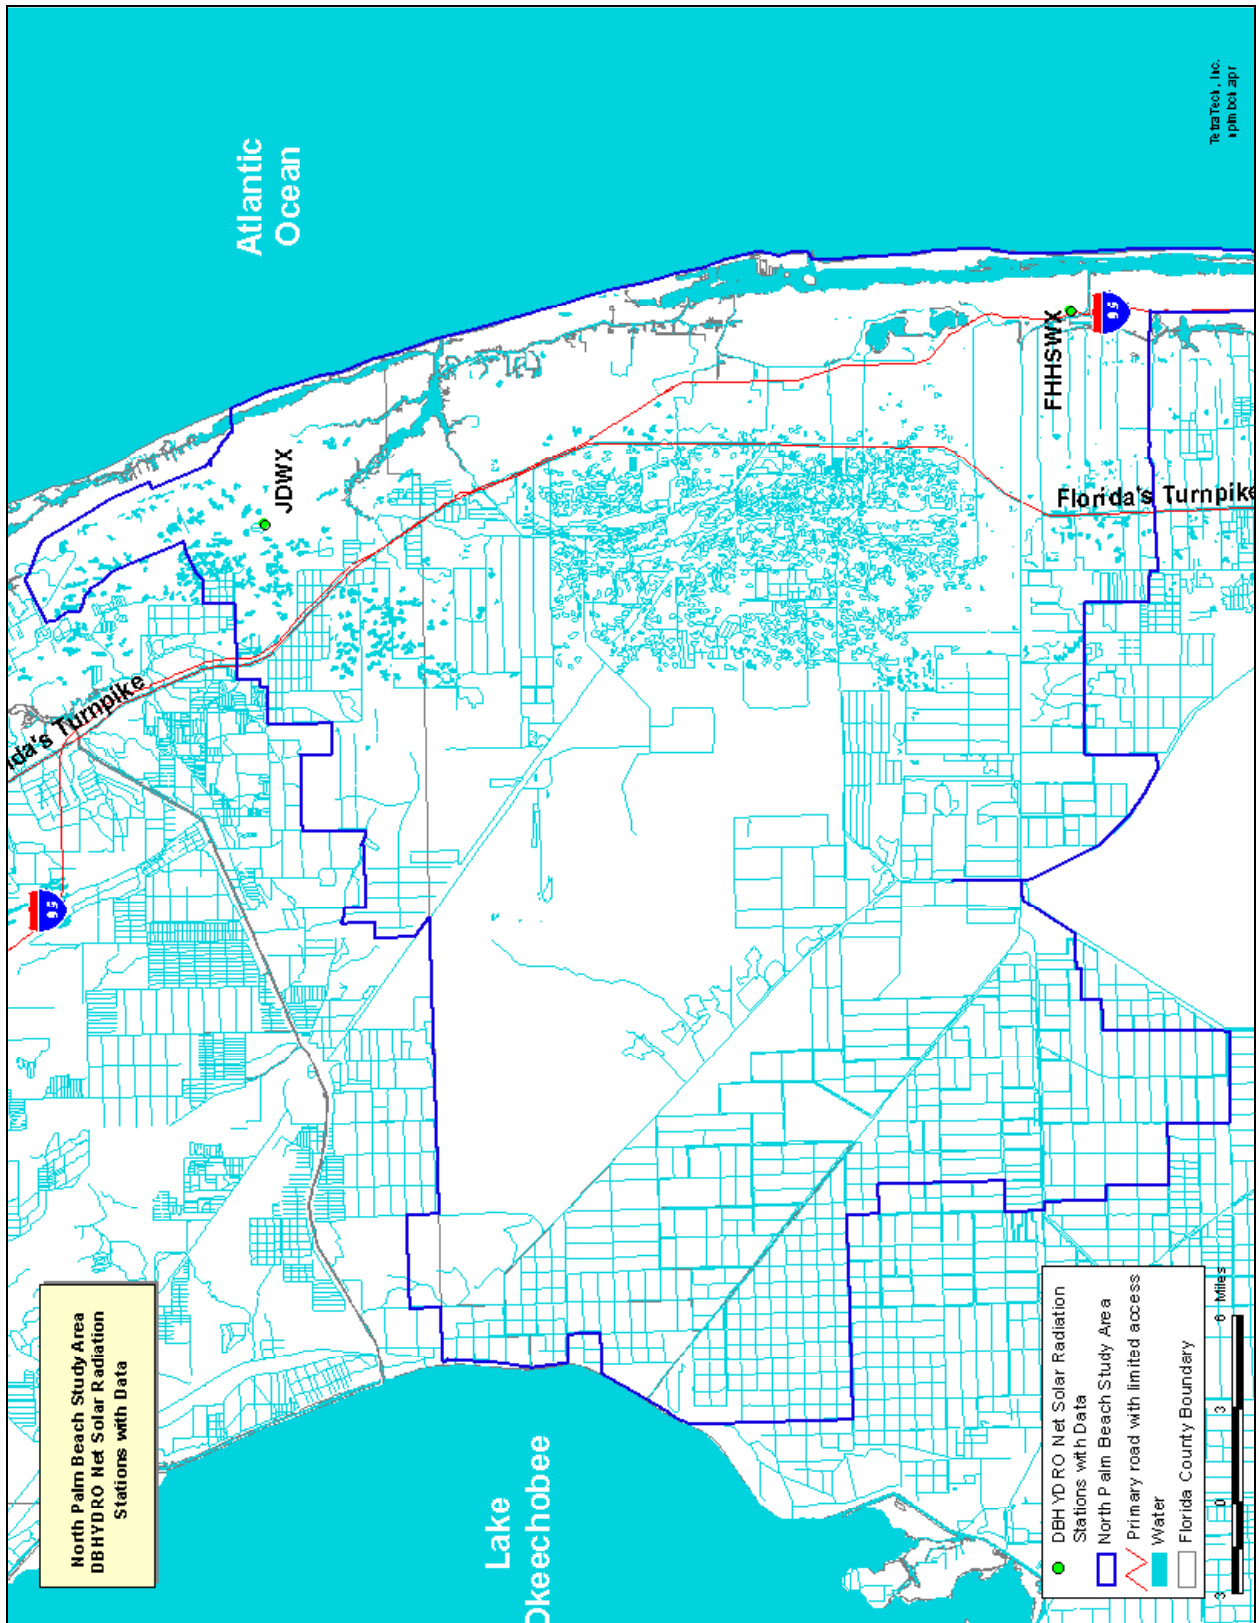 North Palm Beach Study Area
DBHYDRO Net Solar Radiation
Stations with Data
Atlantic
Ocean
Lake
Okeechobee
ida's Turnpike
95
JDWX
FHHSWX
95
Florida's Turnpike
DBHYDRO Net Solar Radiation
Stations with Data
North Palm Beach Study Area
Primary road with limited access
Water
Florida County Boundary
3 0 3 6 Miles
TetraTech, Inc.